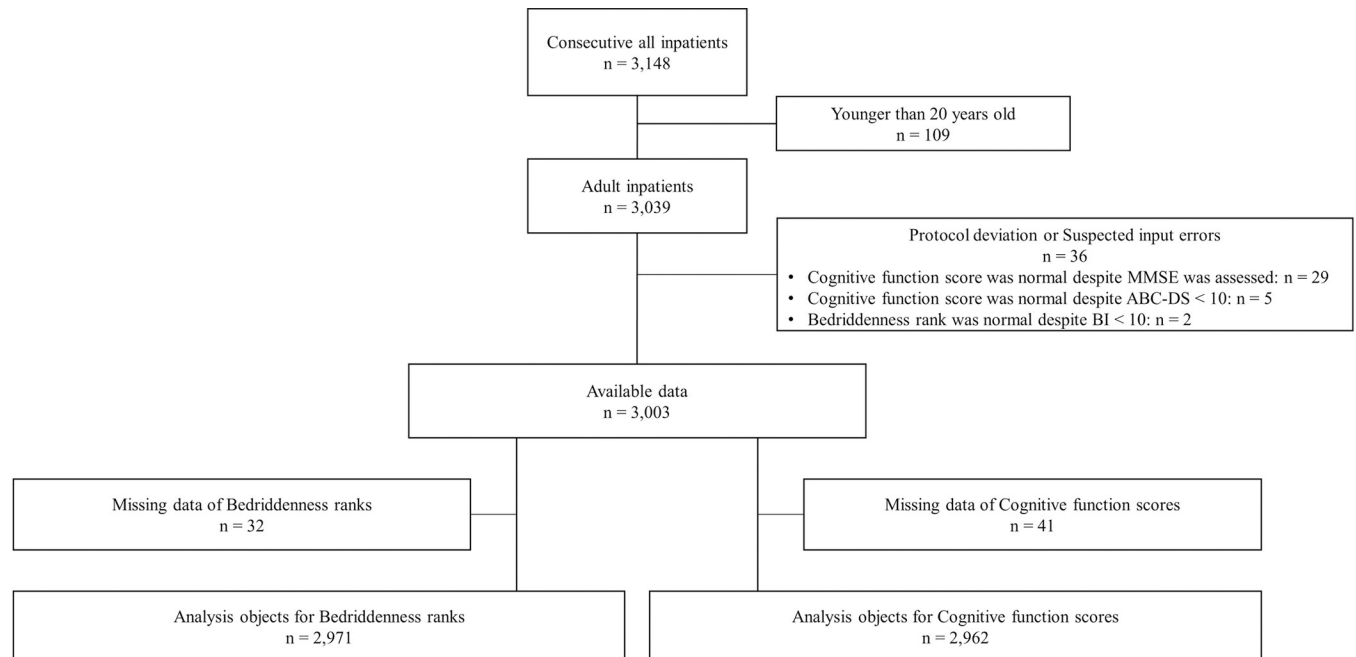 Consecutive all inpatients
n = 3,148
Younger than 20 years old
n = 109
Adult inpatients
n = 3,039
Protocol deviation or Suspected input errors
n = 36
• Cognitive function score was normal despite MMSE was assessed: n = 29
• Cognitive function score was normal despite ABC-DS < 10: n = 5
• Bedriddenness rank was normal despite BI < 10: n = 2
Available data
n = 3,003
Missing data of Bedriddenness ranks
n = 32
Missing data of Cognitive function scores
n = 41
Analysis objects for Bedriddenness ranks
n = 2,971
Analysis objects for Cognitive function scores
n = 2,962